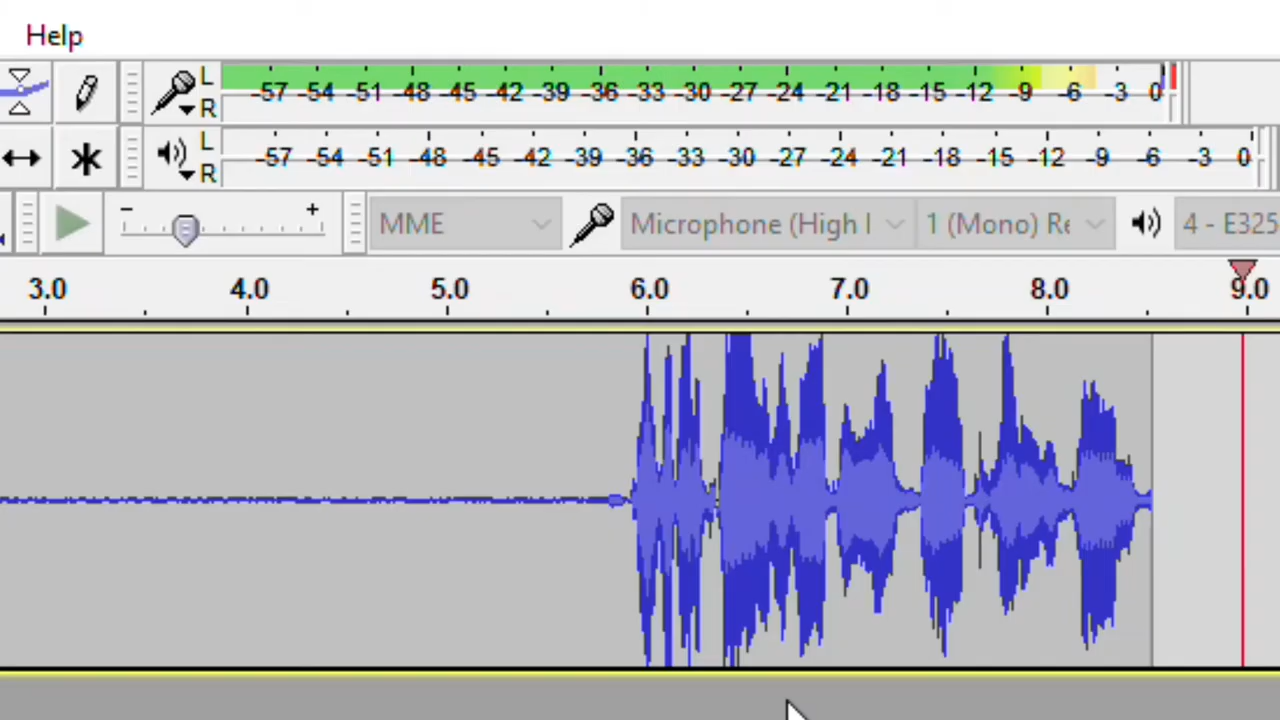 Help
L
-57 -54 -51 -48 -45 -42 -39 -36 -33 -30 -27 -24 -21 -18 -15 -12 -9 -6 -3 0
R
L
-57 -54 -51 -48 -45 -42 -39 -36 -33 -30 -27 -24 -21 -18 -15 -12 -9 -6 -3 0
R
- + MME Microphone (High 1 (Mono) Re 4 - E325
3.0 4.0 5.0 6.0 7.0 8.0 9.0